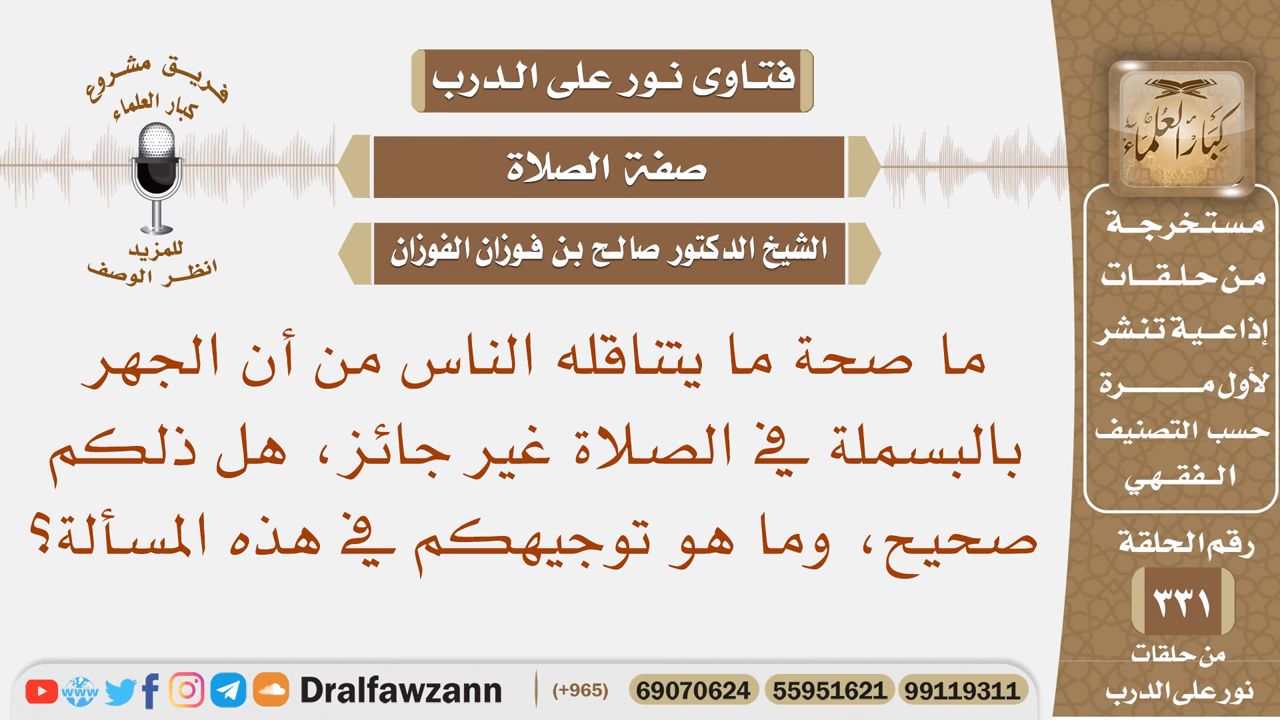 فتاوى نور على الدرب
صفة الصلاة
الشيخ الدكتور صالح بن فوزان الفوزان
فريق مشروع
كبار العلماء
للمزيد
انظر الوصف
ما صحة ما يتناقله الناس من أن الجهر
بالبسملة في الصلاة غير جائز، هل ذلكم
صحيح، وما هو توجيهكم في هذه المسألة؟
كبار العلماء
مستخرجة
من حلقات
إذاعية تنشر
لأول مرة
حسب التصنيف
الفقهي
رقم الحلقة
٣٣١
من حلقات
نور على الدرب
www
Dralfawzann
(+965)
69070624
55951621
99119311